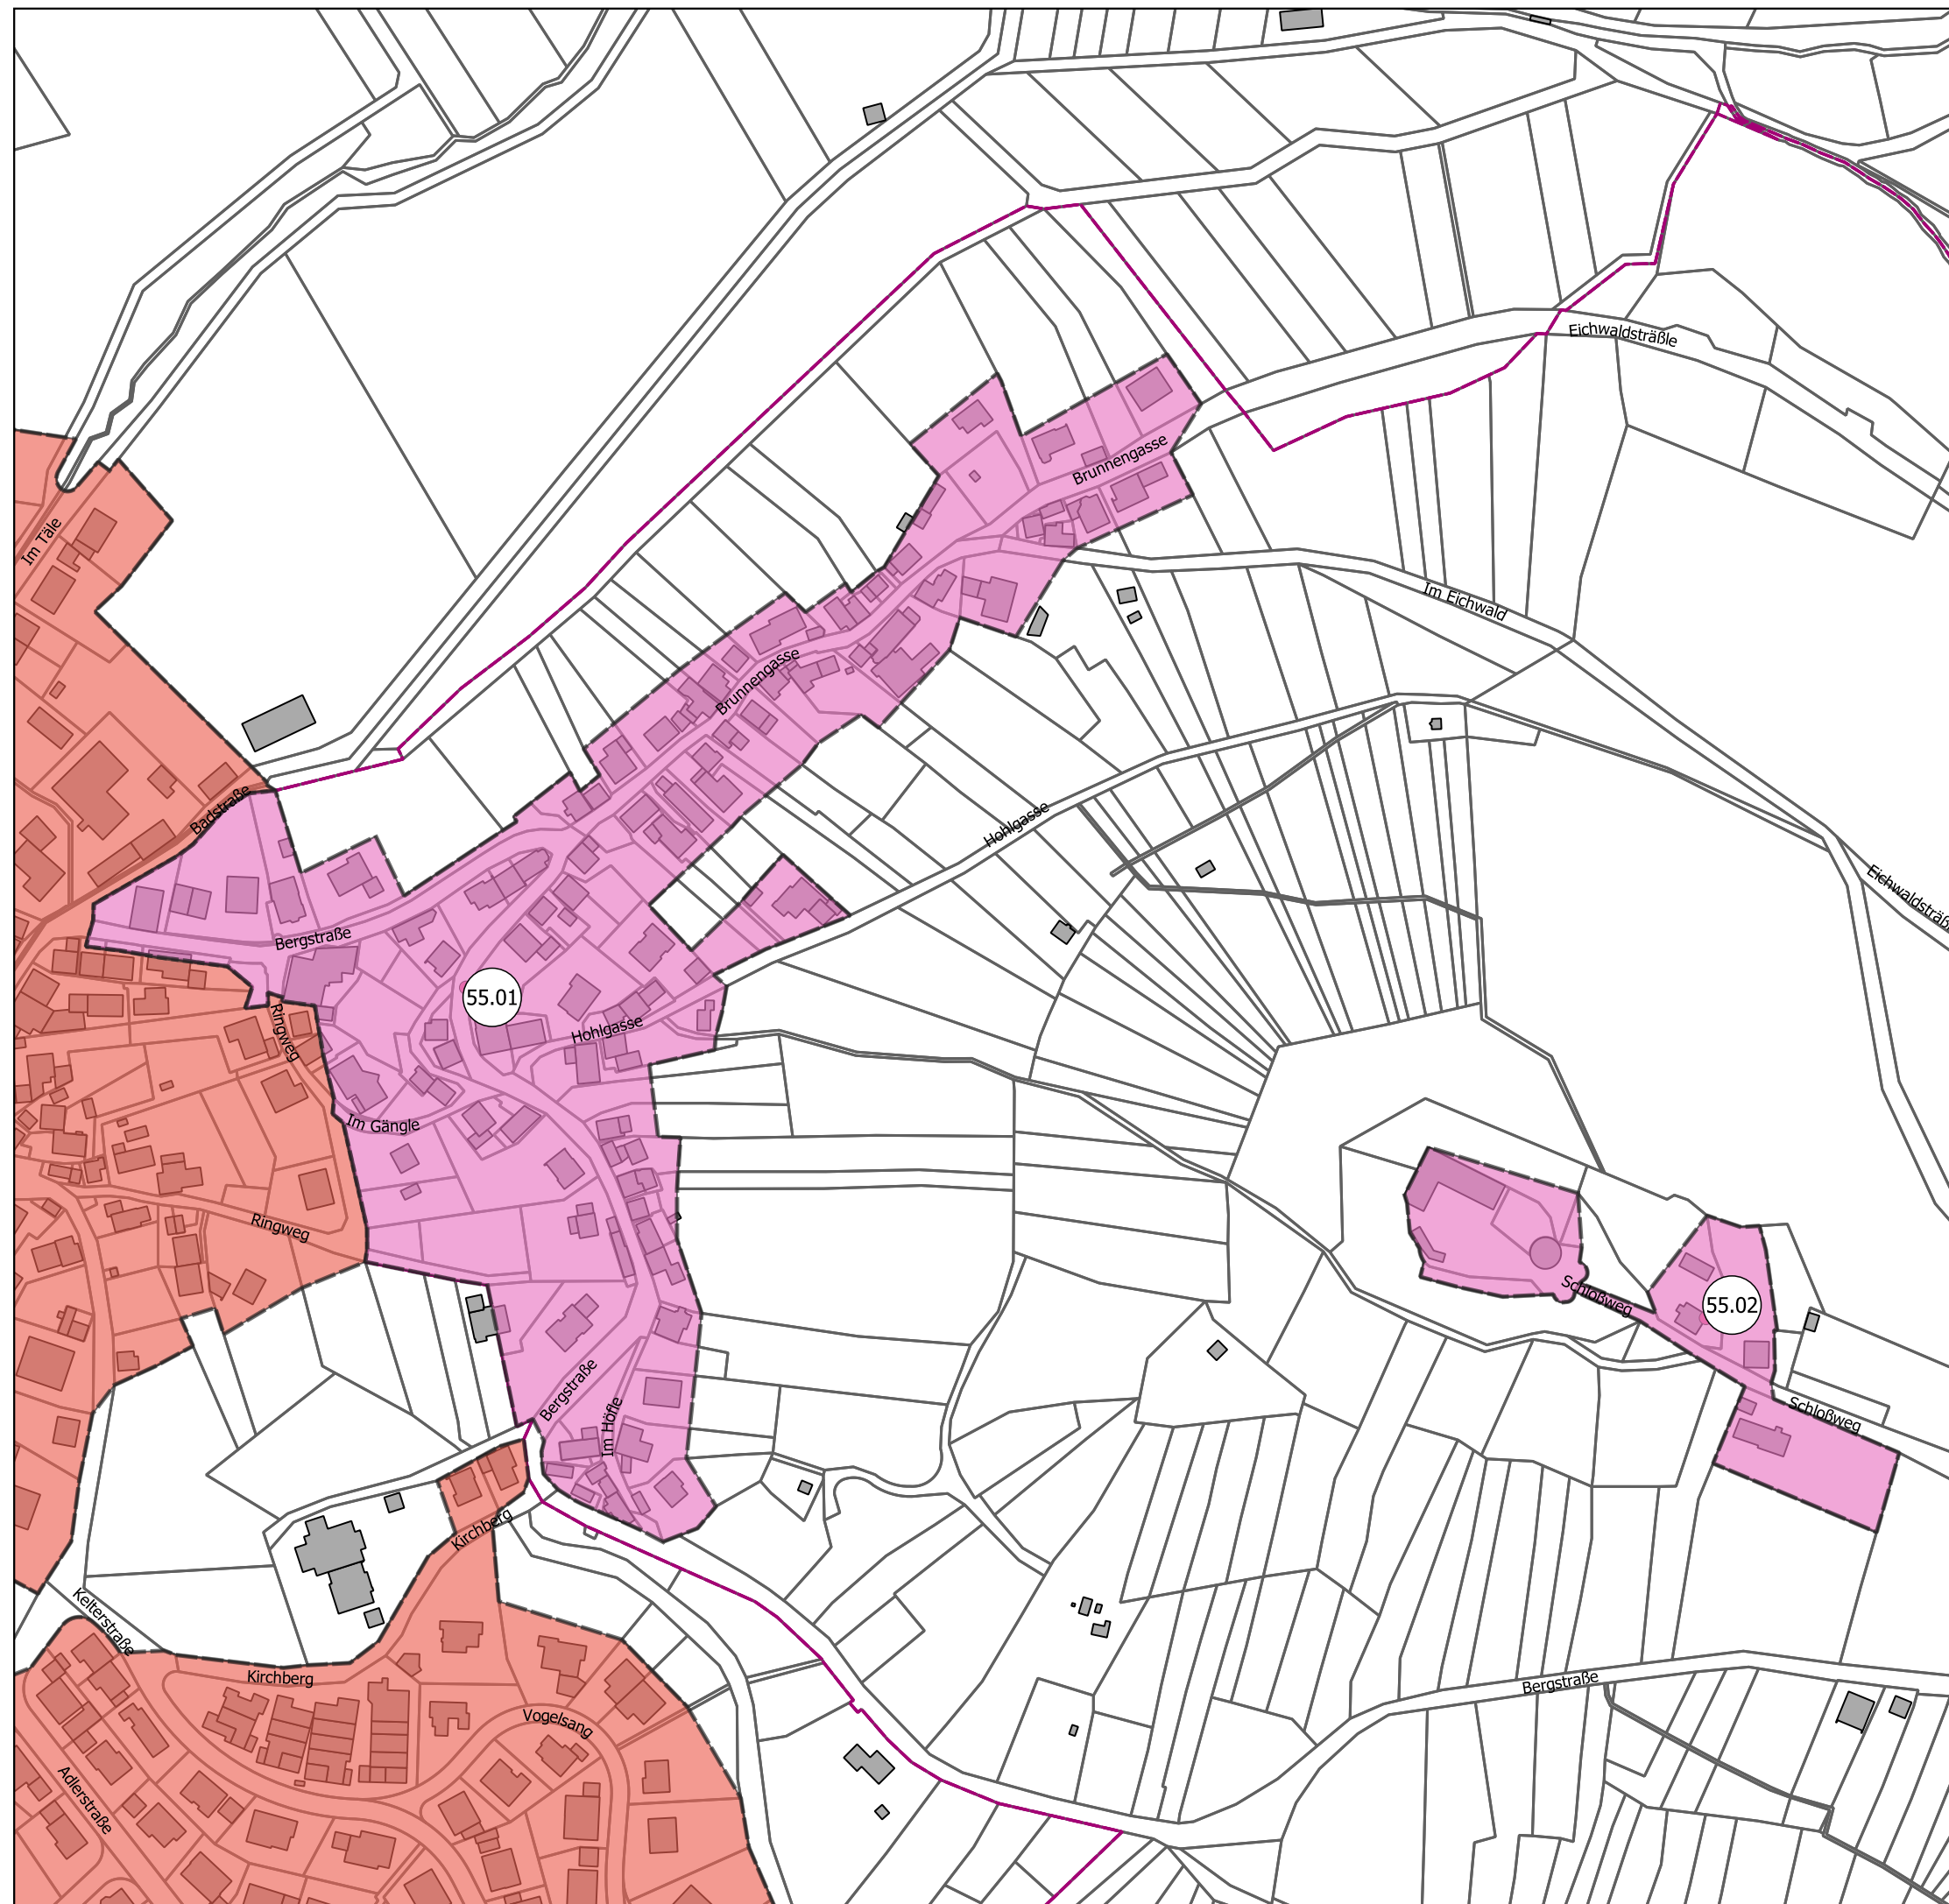 Eichwaldsträßle
Brunnengasse
Im Täle
Im Eichwald
Brunnengasse
Badstraße
Hohlgasse
Eichwaldsträß
Bergstraße
55.01
Ringweg
Hohlgasse
Im Gängle
Ringweg
Schloßweg
55.02
Bergstraße
Im Höfle
Schloßweg
Kirchberg
Kelterstraße
Kirchberg
Bergstraße
Vogelsang
Adlerstraße